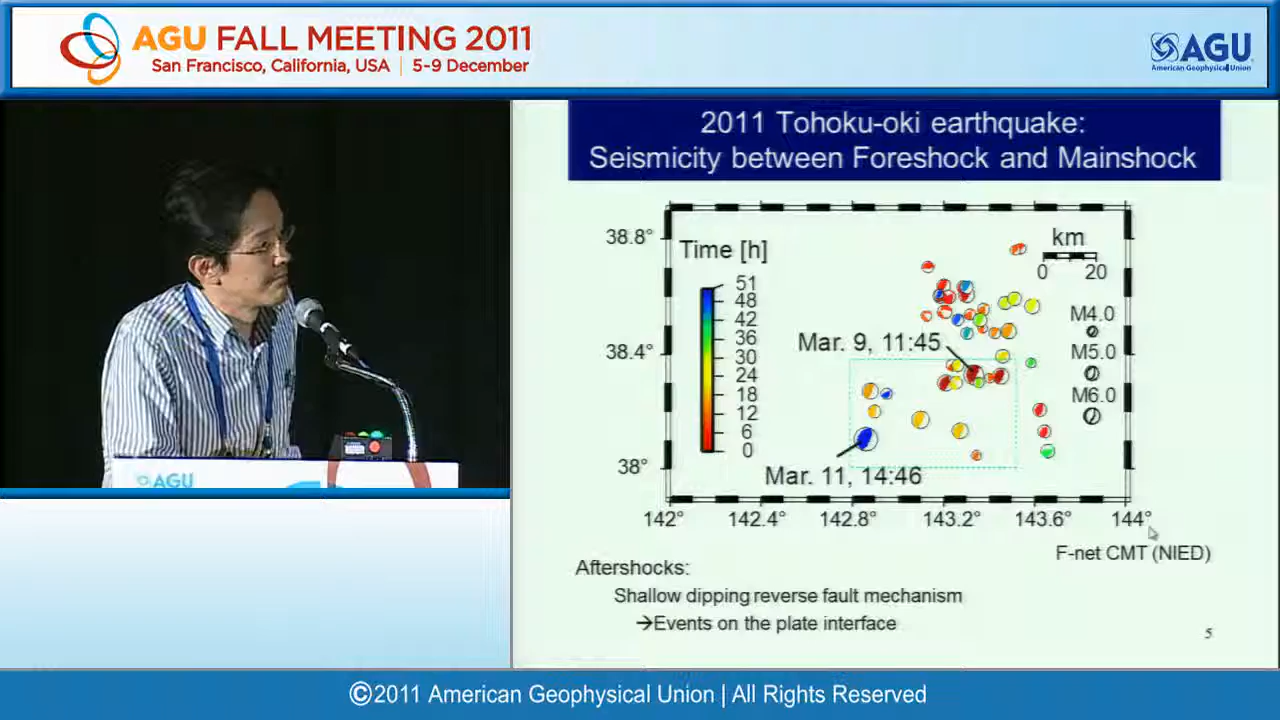 AGU FALL MEETING 2011
San Francisco, California, USA | 5-9 December
AGU
American Geophysical Union
2011 Tohoku-oki earthquake:
Seismicity between Foreshock and Mainshock
38.8°
38.4°
38°
Time [h]
51
48
42
36
30
24
18
12
6
0
km
0 20
M4.0
M5.0
M6.0
Mar. 9, 11:45
Mar. 11, 14:46
142° 142.4° 142.8° 143.2° 143.6° 144°
F-net CMT (NIED)
Aftershocks:
Shallow dipping reverse fault mechanism
→Events on the plate interface
5
AGU
©2011 American Geophysical Union | All Rights Reserved